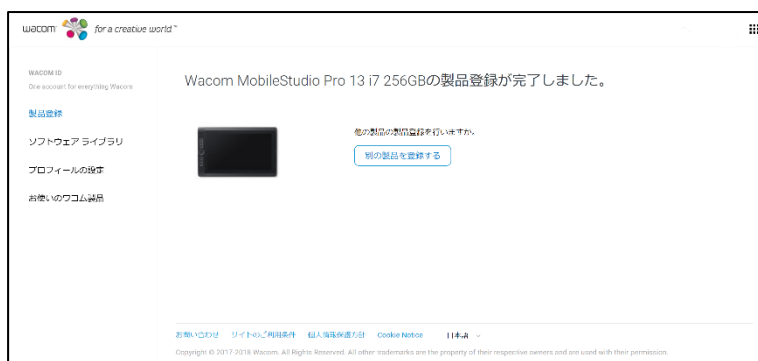 wacom for a creative world™
WACOM ID
One account for everything Wacom
製品登録
ソフトウェア ライブラリ
プロフィールの設定
お使いのワコム製品
Wacom MobileStudio Pro 13 i7 256GBの製品登録が完了しました。
他の製品の製品登録を行いますか。
別の製品を登録する
お問い合わせ サイトのご利用条件 個人情報保護方針 Cookie Notice 日本語
Copyright © 2017-2018 Wacom. All Rights Reserved. All other trademarks are the property of their respective owners and are used with their permission.